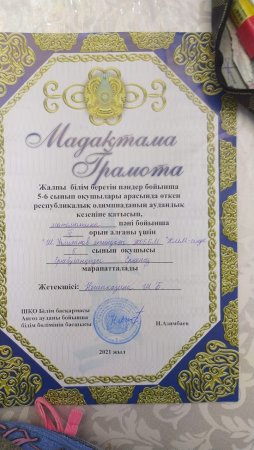 Мадақтама
Грамота
Жалпы білім беретін пәндер бойынша
5-6 сынып оқушылары арасында өткен
республикалық олимпиаданың аудандық
кезеңіне қатысып,
математика пәні бойынша
орын алғаны үшін
сынып оқушысы
марапатталады
Жетекшісі: Ш. Б.
ШҚО білім басқармасы
Аягөз ауданы бойынша
білім бөлімінің басшысы Н.Азимбаев
2021 жыл